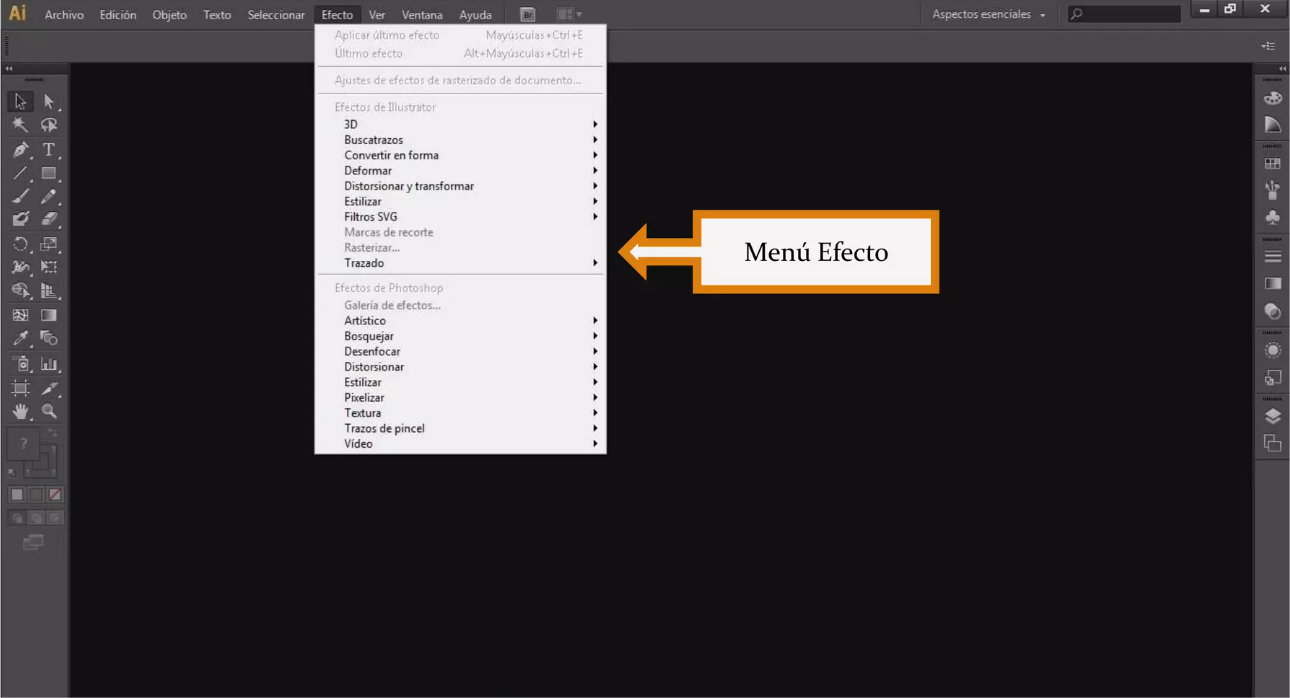 Ai Archivo Edición Objeto Texto Seleccionar Efecto Ver Ventana Ayuda Br Aspectos esenciales
Aplicar último efecto Mayúsculas+Ctrl+E
Último efecto Alt+Mayúsculas+Ctrl+E
Ajustes de efectos de rasterizado de documento...
Efectos de Illustrator
3D
Buscatrazos
Convertir en forma
Deformar
Distorsionar y transformar
Estilizar
Filtros SVG
Marcas de recorte
Rasterizar...
Trazado
Efectos de Photoshop
Galería de efectos...
Artístico
Bosquejar
Desenfocar
Distorsionar
Estilizar
Pixelizar
Textura
Trazos de pincel
Vídeo
Menú Efecto